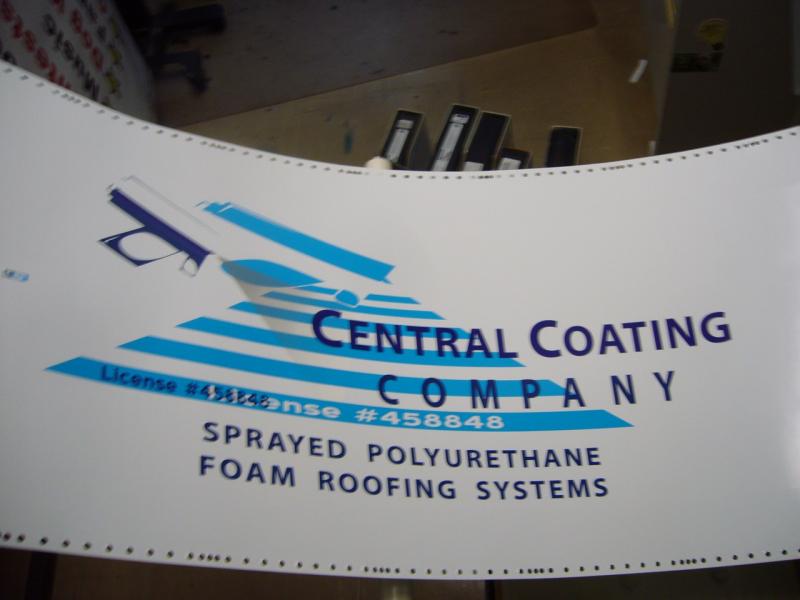 CENTRAL COATING
COMPANY
License #458848
License #458848
SPRAYED POLYURETHANE
FOAM ROOFING SYSTEMS